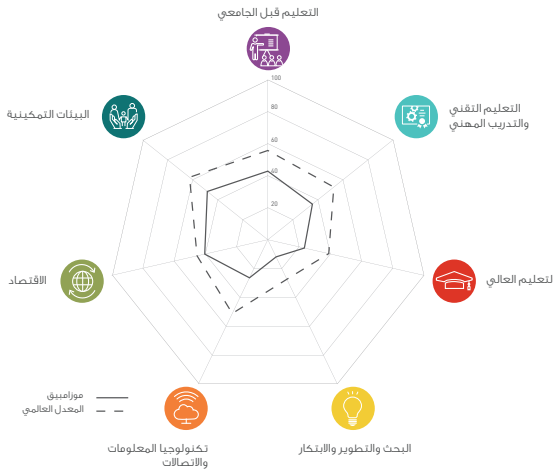 التعليم قبل الجامعي
التعليم التقني
والتدريب المهني
لتعليم العالي
البحث والتطوير والابتكار
تكنولوجيا المعلومات
والاتصالات
الاقتصاد
البيئات التمكينية
100
80
60
40
20
موزامبيق
المعدل العالمي